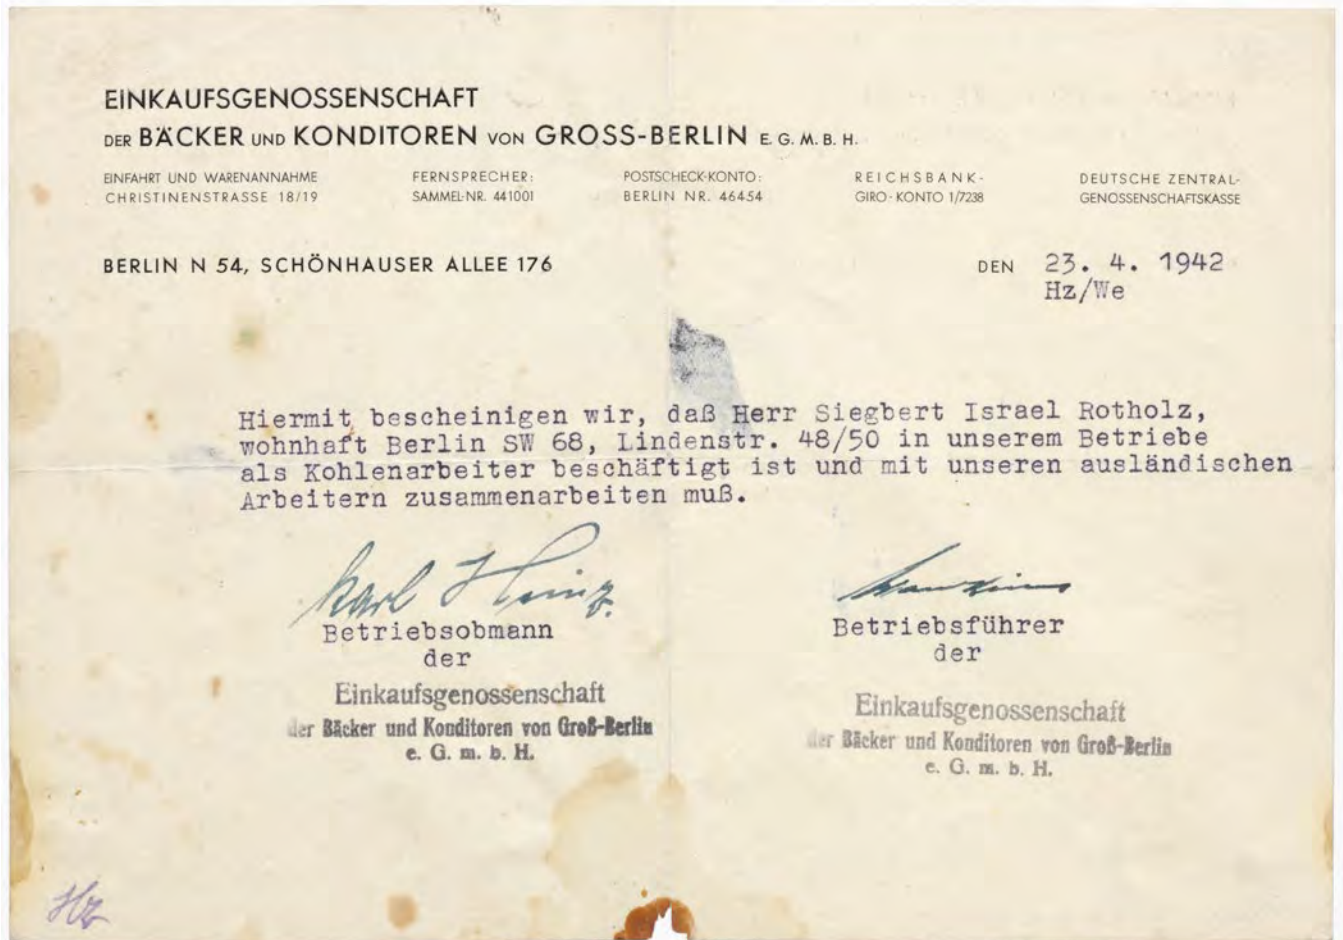 EINKAUFSGENOSSENSCHAFT
DER BÄCKER UND KONDITOREN VON GROSS-BERLIN E. G. M. B. H.
EINFAHRT UND WARENANNAHME
CHRISTINENSTRASSE 18/19
FERNSPRECHER:
SAMMEL-NR. 441001
POSTSCHECK-KONTO:
BERLIN NR. 46454
REICHSBANK-
GIRO-KONTO 1/7238
DEUTSCHE ZENTRAL-
GENOSSENSCHAFTSKASSE
BERLIN N 54, SCHÖNHAUSER ALLEE 176
DEN 23. 4. 1942
Hz/We
Hiermit bescheinigen wir, daß Herr Siegbert Israel Rotholz,
wohnhaft Berlin SW 68, Lindenstr. 48/50 in unserem Betriebe
als Kohlenarbeiter beschäftigt ist und mit unseren ausländischen
Arbeitern zusammenarbeiten muß.
Karl Heinz
Betriebsobmann
der
Einkaufsgenossenschaft
der Bäcker und Konditoren von Groß-Berlin
e. G. m. b. H.
Betriebsführer
der
Einkaufsgenossenschaft
der Bäcker und Konditoren von Groß-Berlin
e. G. m. b. H.
Hz